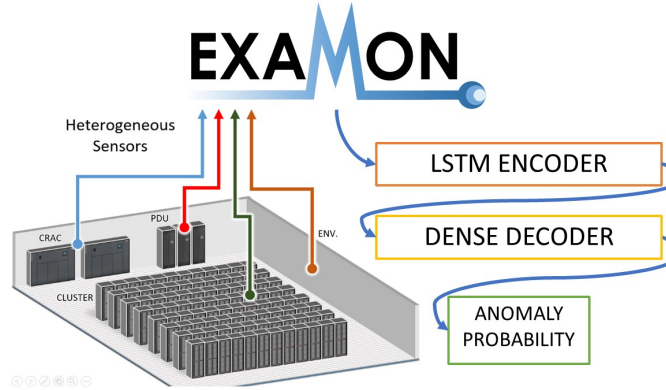 EXAMON
Heterogeneous
Sensors
LSTM ENCODER
PDU
CRAC
ENV.
DENSE DECODER
CLUSTER
ANOMALY
PROBABILITY